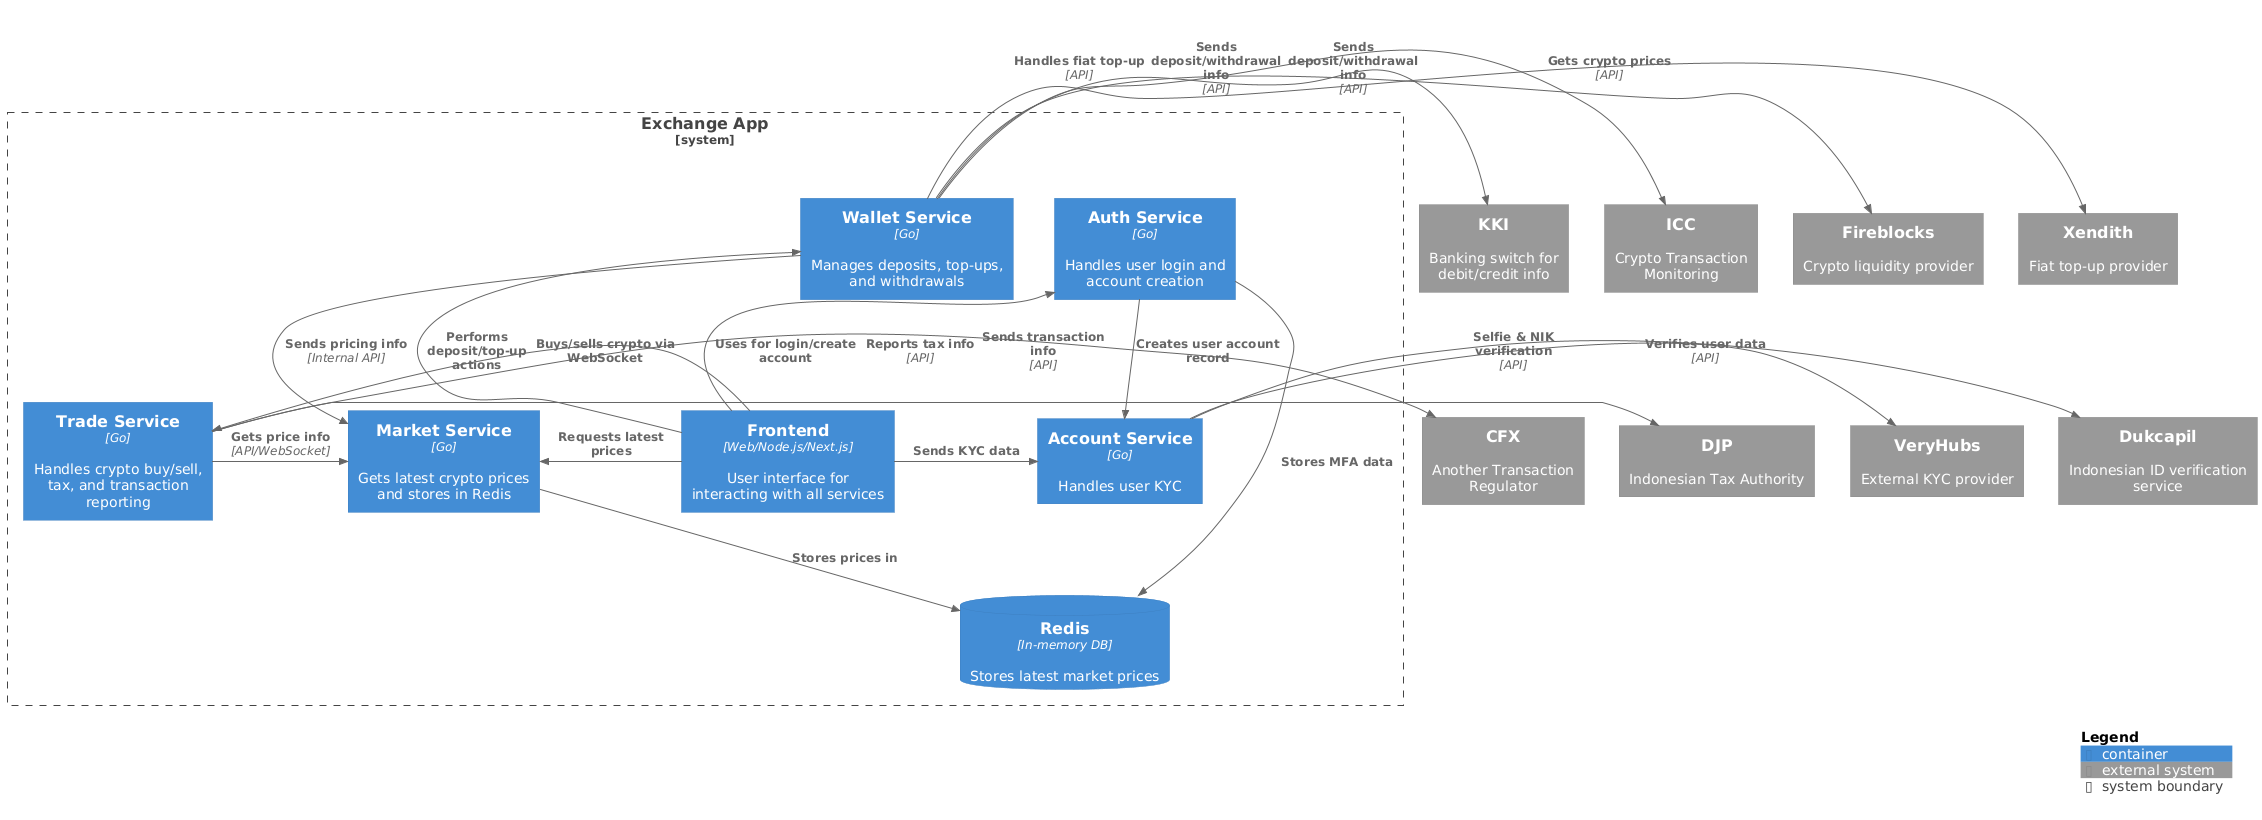 Handles fiat top-up
[API]
Sends
deposit/withdrawal
info
[API]
Sends
deposit/withdrawal
info
[API]
Gets crypto prices
[API]
Exchange App
[system]
Wallet Service
[Go]
Manages deposits, top-ups,
and withdrawals
Auth Service
[Go]
Handles user login and
account creation
KKI
Banking switch for
debit/credit info
ICC
Crypto Transaction
Monitoring
Fireblocks
Crypto liquidity provider
Xendith
Fiat top-up provider
Sends pricing info
[Internal API]
Performs
deposit/top-up
actions
Buys/sells crypto via
WebSocket
Uses for login/create
account
Reports tax info
[API]
Sends transaction
info
[API]
Creates user account
record
Selfie & NIK
verification
[API]
Verifies user data
[API]
Trade Service
[Go]
Handles crypto buy/sell,
tax, and transaction
reporting
Gets price info
[API/WebSocket]
Market Service
[Go]
Gets latest crypto prices
and stores in Redis
Requests latest
prices
Frontend
[Web/Node.js/Next.js]
User interface for
interacting with all services
Sends KYC data
Account Service
[Go]
Handles user KYC
Stores MFA data
CFX
Another Transaction
Regulator
DJP
Indonesian Tax Authority
VeryHubs
External KYC provider
Dukcapil
Indonesian ID verification
service
Stores prices in
Redis
[In-memory DB]
Stores latest market prices
Legend
container
external system
system boundary